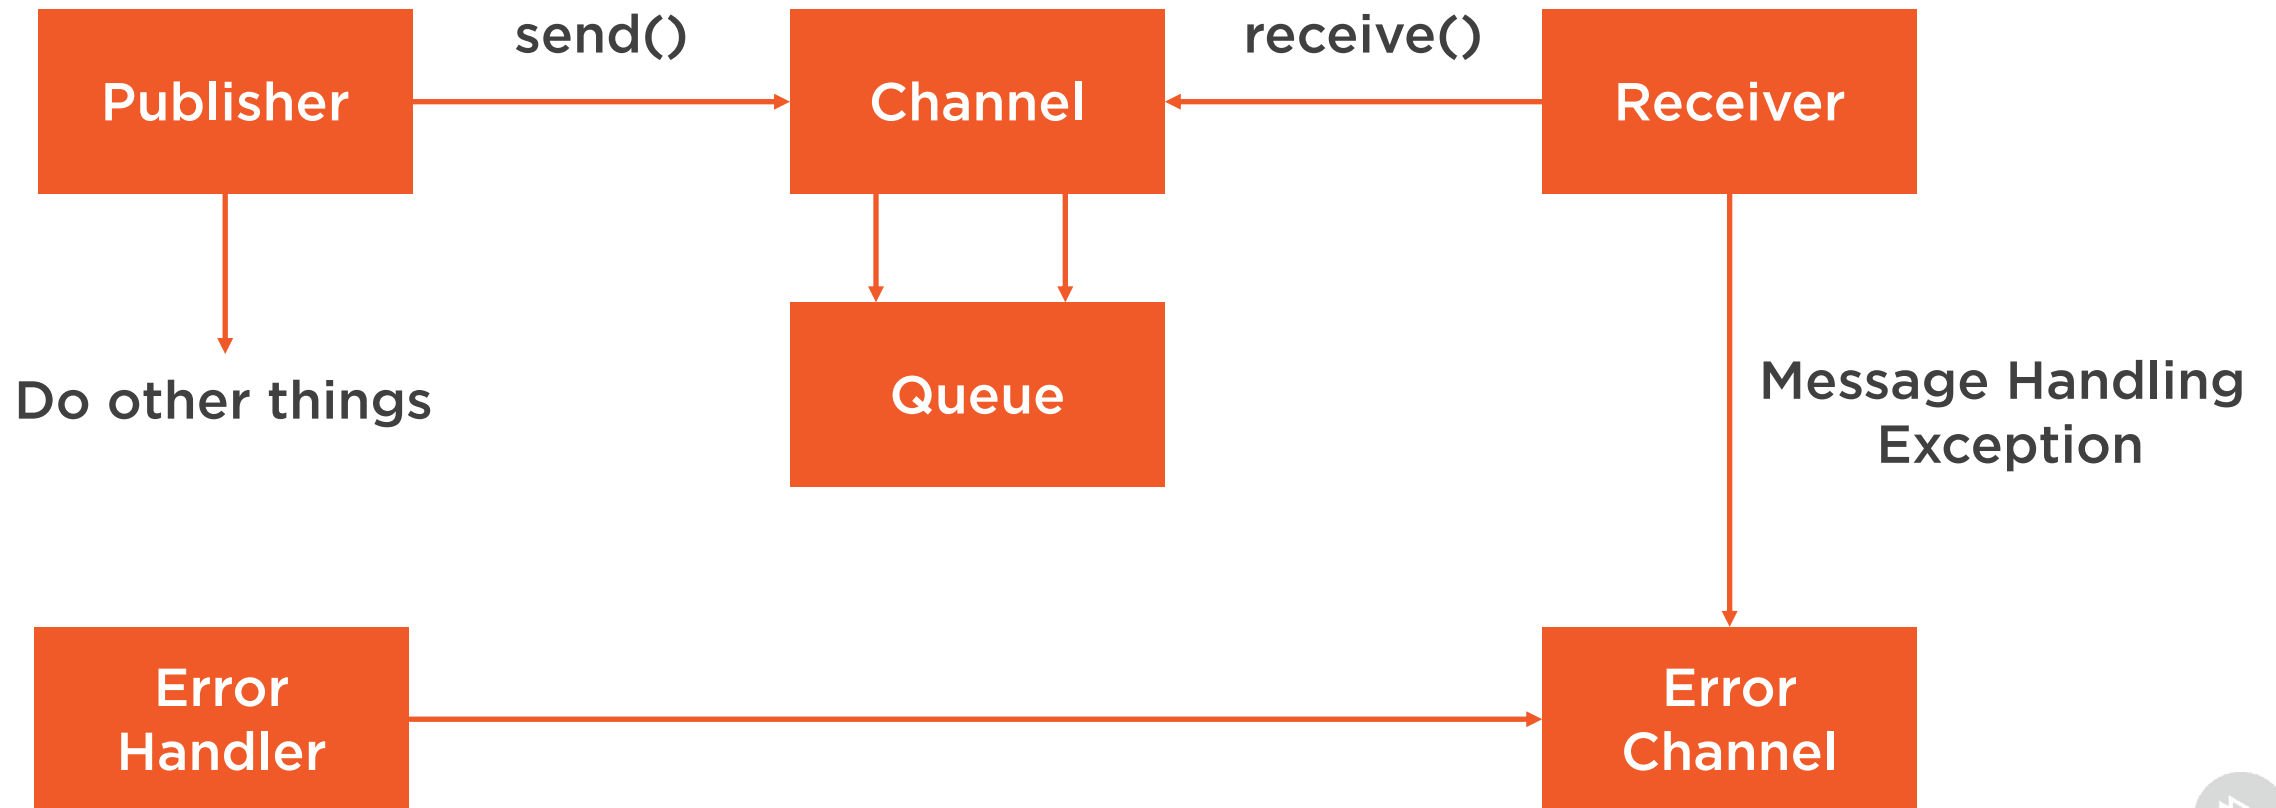 send()
receive()
Publisher
Channel
Receiver
Do other things
Queue
Message Handling
Exception
Error
Handler
Error
Channel